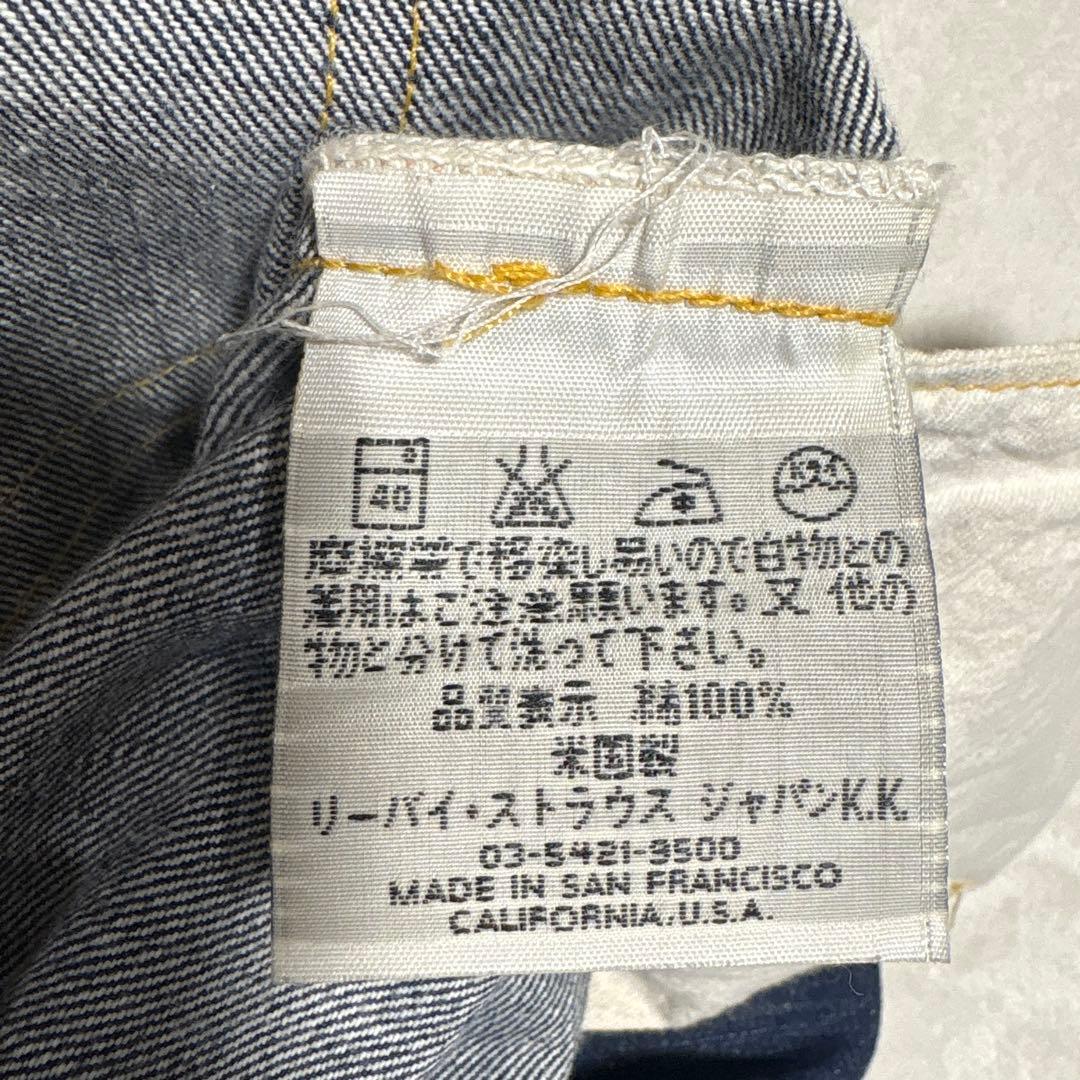 40
摩擦等で移染し易いので白物との
着用はご注意願います。又 他の
物と分けて洗って下さい。
品質表示 綿100%
米国製
リーバイ・ストラウス ジャパンK.K.
03-5421-3500
MADE IN SAN FRANCISCO
CALIFORNIA,U.S.A.